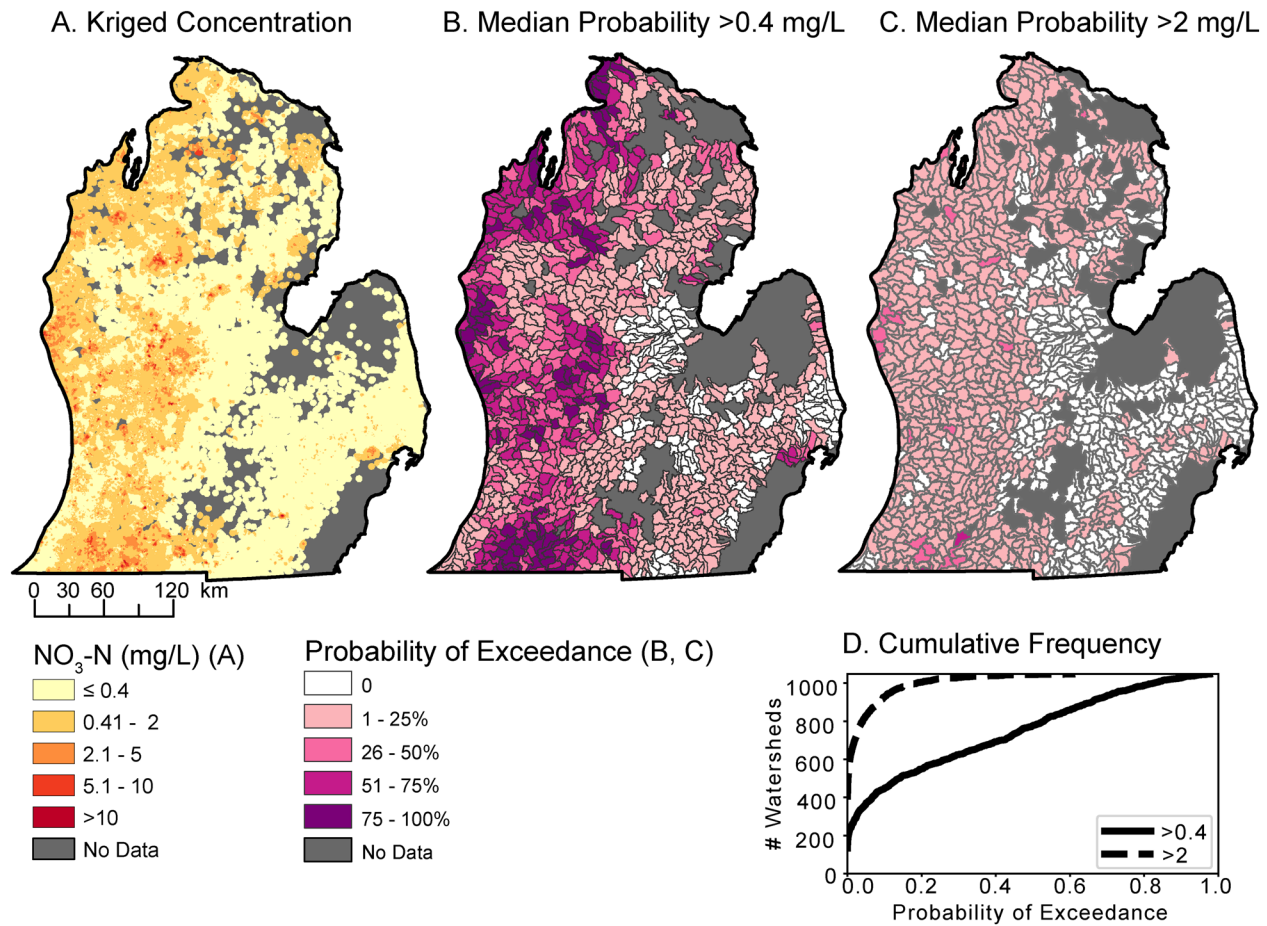 A. Kriged Concentration
B. Median Probability >0.4 mg/L
C. Median Probability >2 mg/L
0 30 60 120 km
NO₃-N (mg/L) (A)
≤ 0.4
0.41 - 2
2.1 - 5
5.1 - 10
>10
No Data
Probability of Exceedance (B, C)
0
1 - 25%
26 - 50%
51 - 75%
75 - 100%
No Data
D. Cumulative Frequency
# Watersheds
1000
800
600
400
200
0
0.0 0.2 0.4 0.6 0.8 1.0
Probability of Exceedance
>0.4
>2